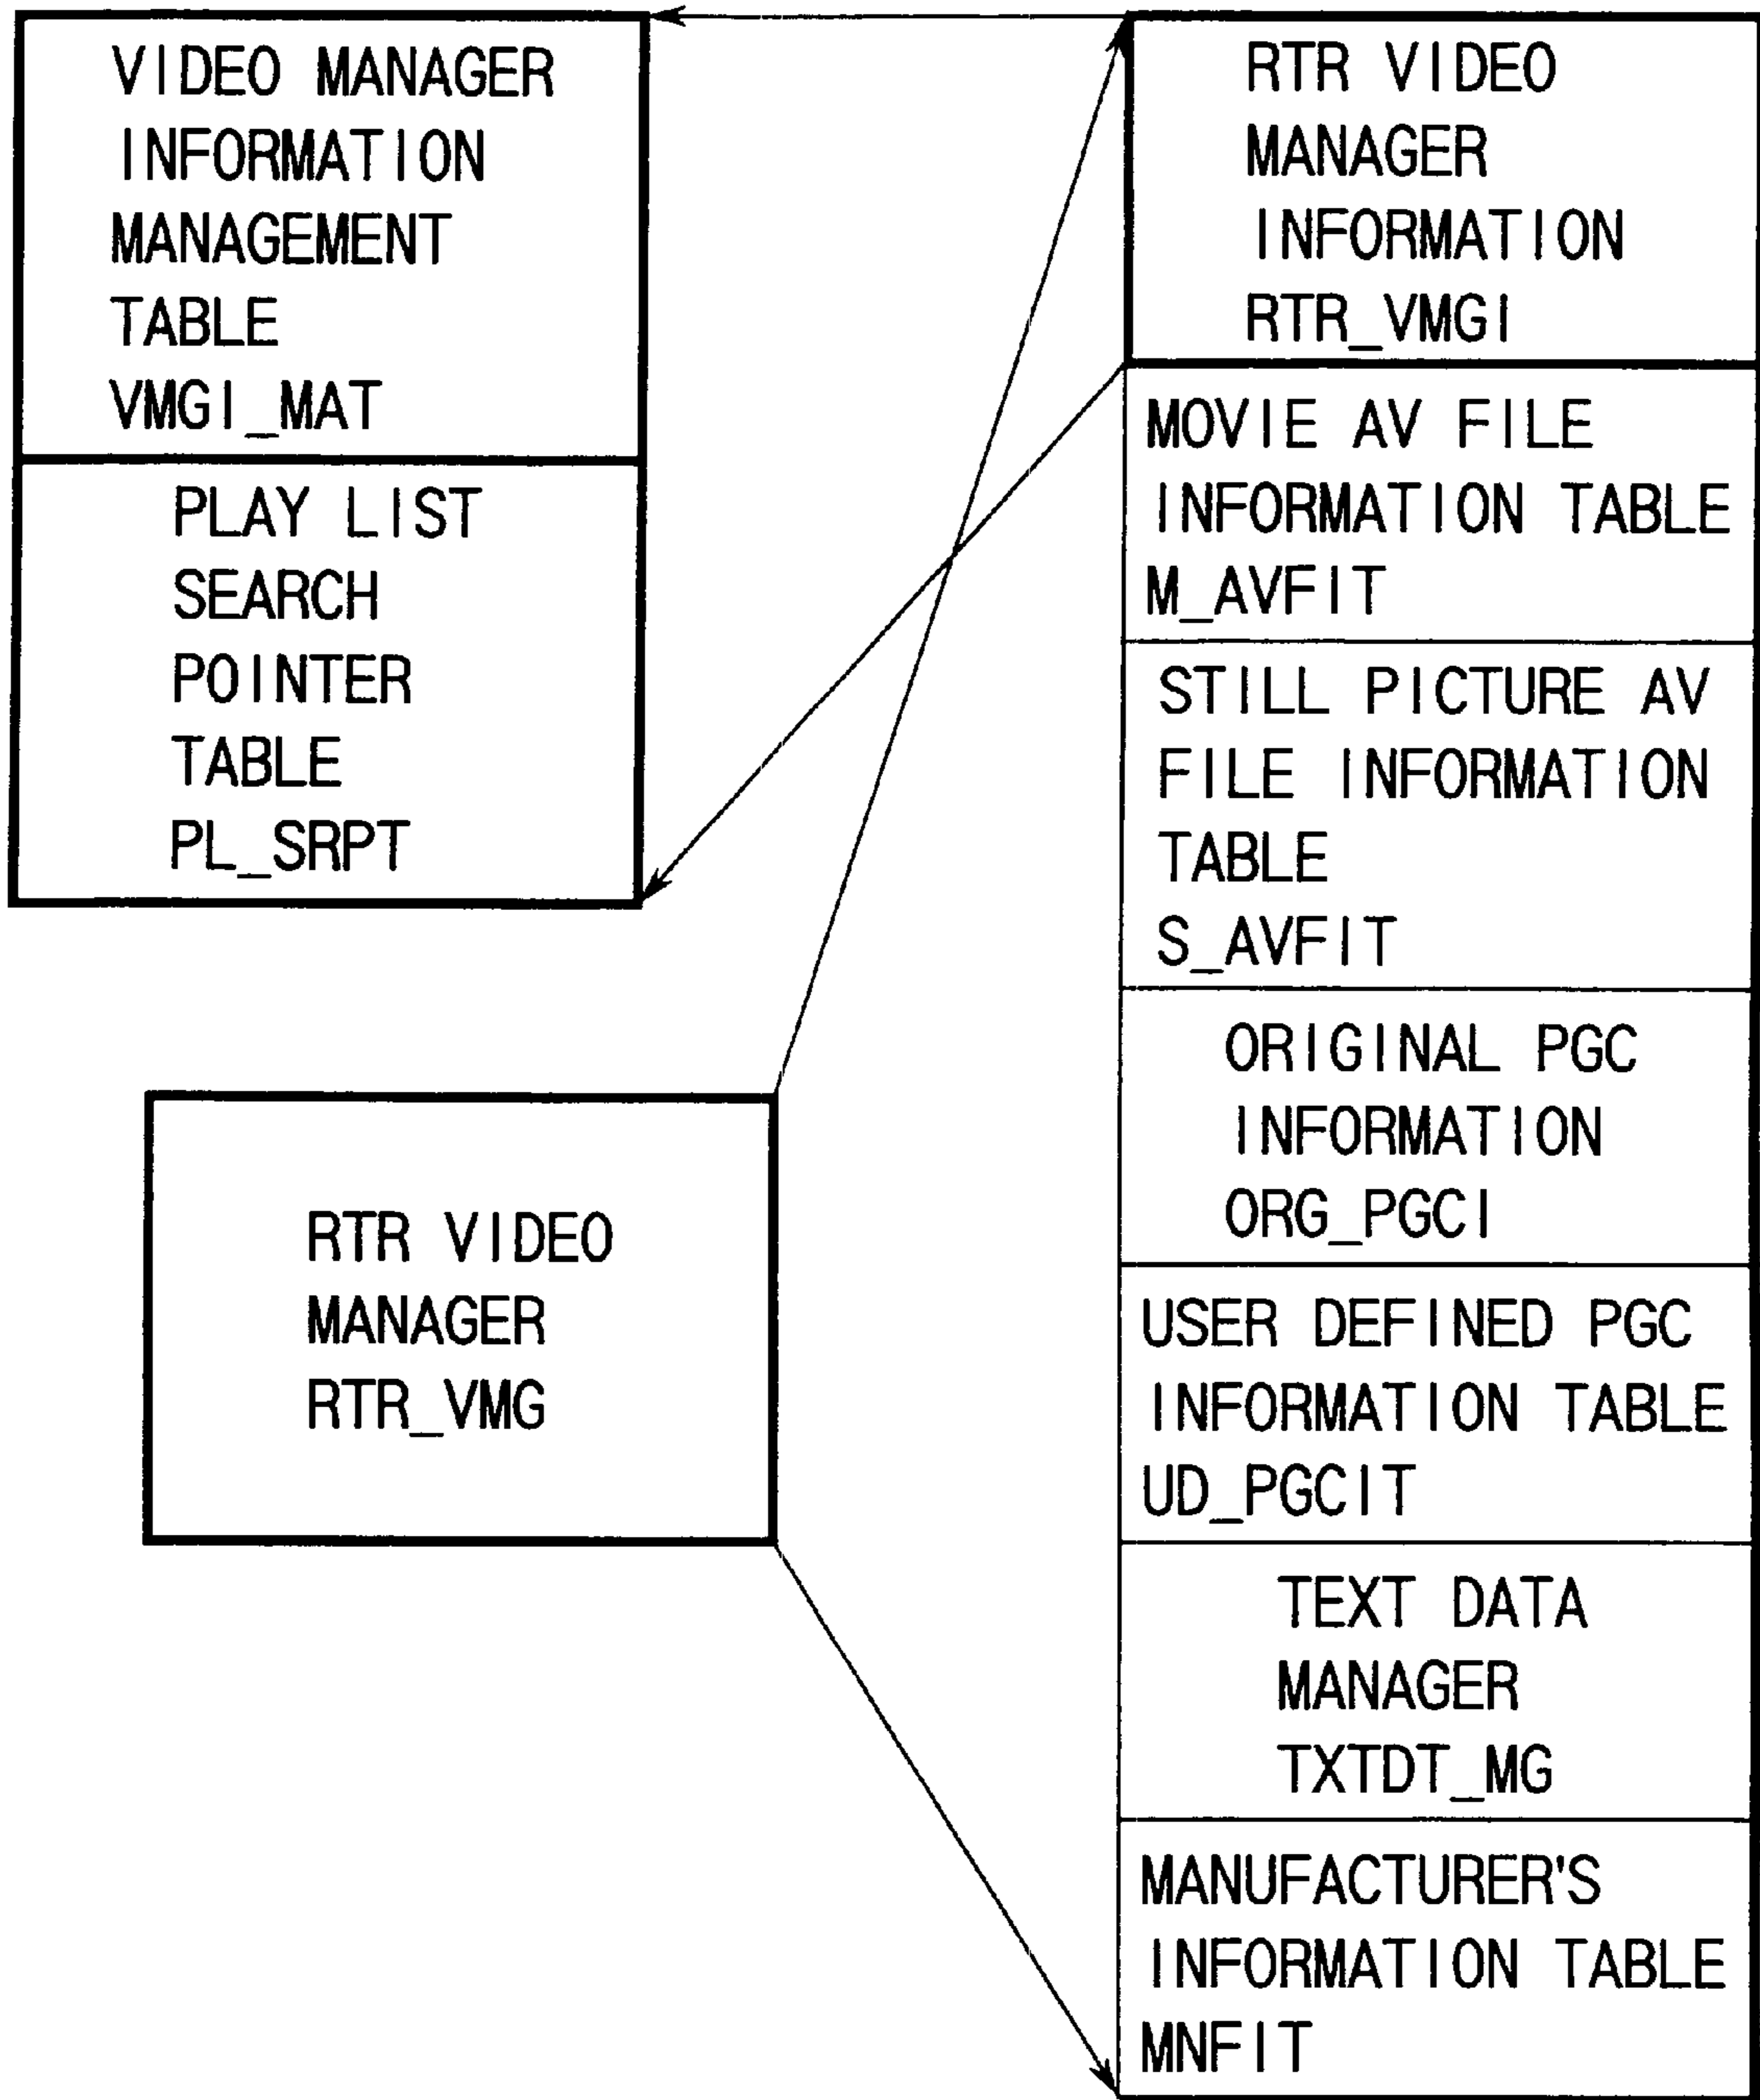 VIDEO MANAGER
INFORMATION
MANAGEMENT
TABLE
VMGI_MAT
PLAY LIST
SEARCH
POINTER
TABLE
PL_SRPT
RTR VIDEO
MANAGER
RTR_VMG
RTR VIDEO
MANAGER
INFORMATION
RTR_VMGI
MOVIE AV FILE
INFORMATION TABLE
M_AVFIT
STILL PICTURE AV
FILE INFORMATION
TABLE
S_AVFIT
ORIGINAL PGC
INFORMATION
ORG_PGCI
USER DEFINED PGC
INFORMATION TABLE
UD_PGCIT
TEXT DATA
MANAGER
TXTDT_MG
MANUFACTURER'S
INFORMATION TABLE
MNFIT